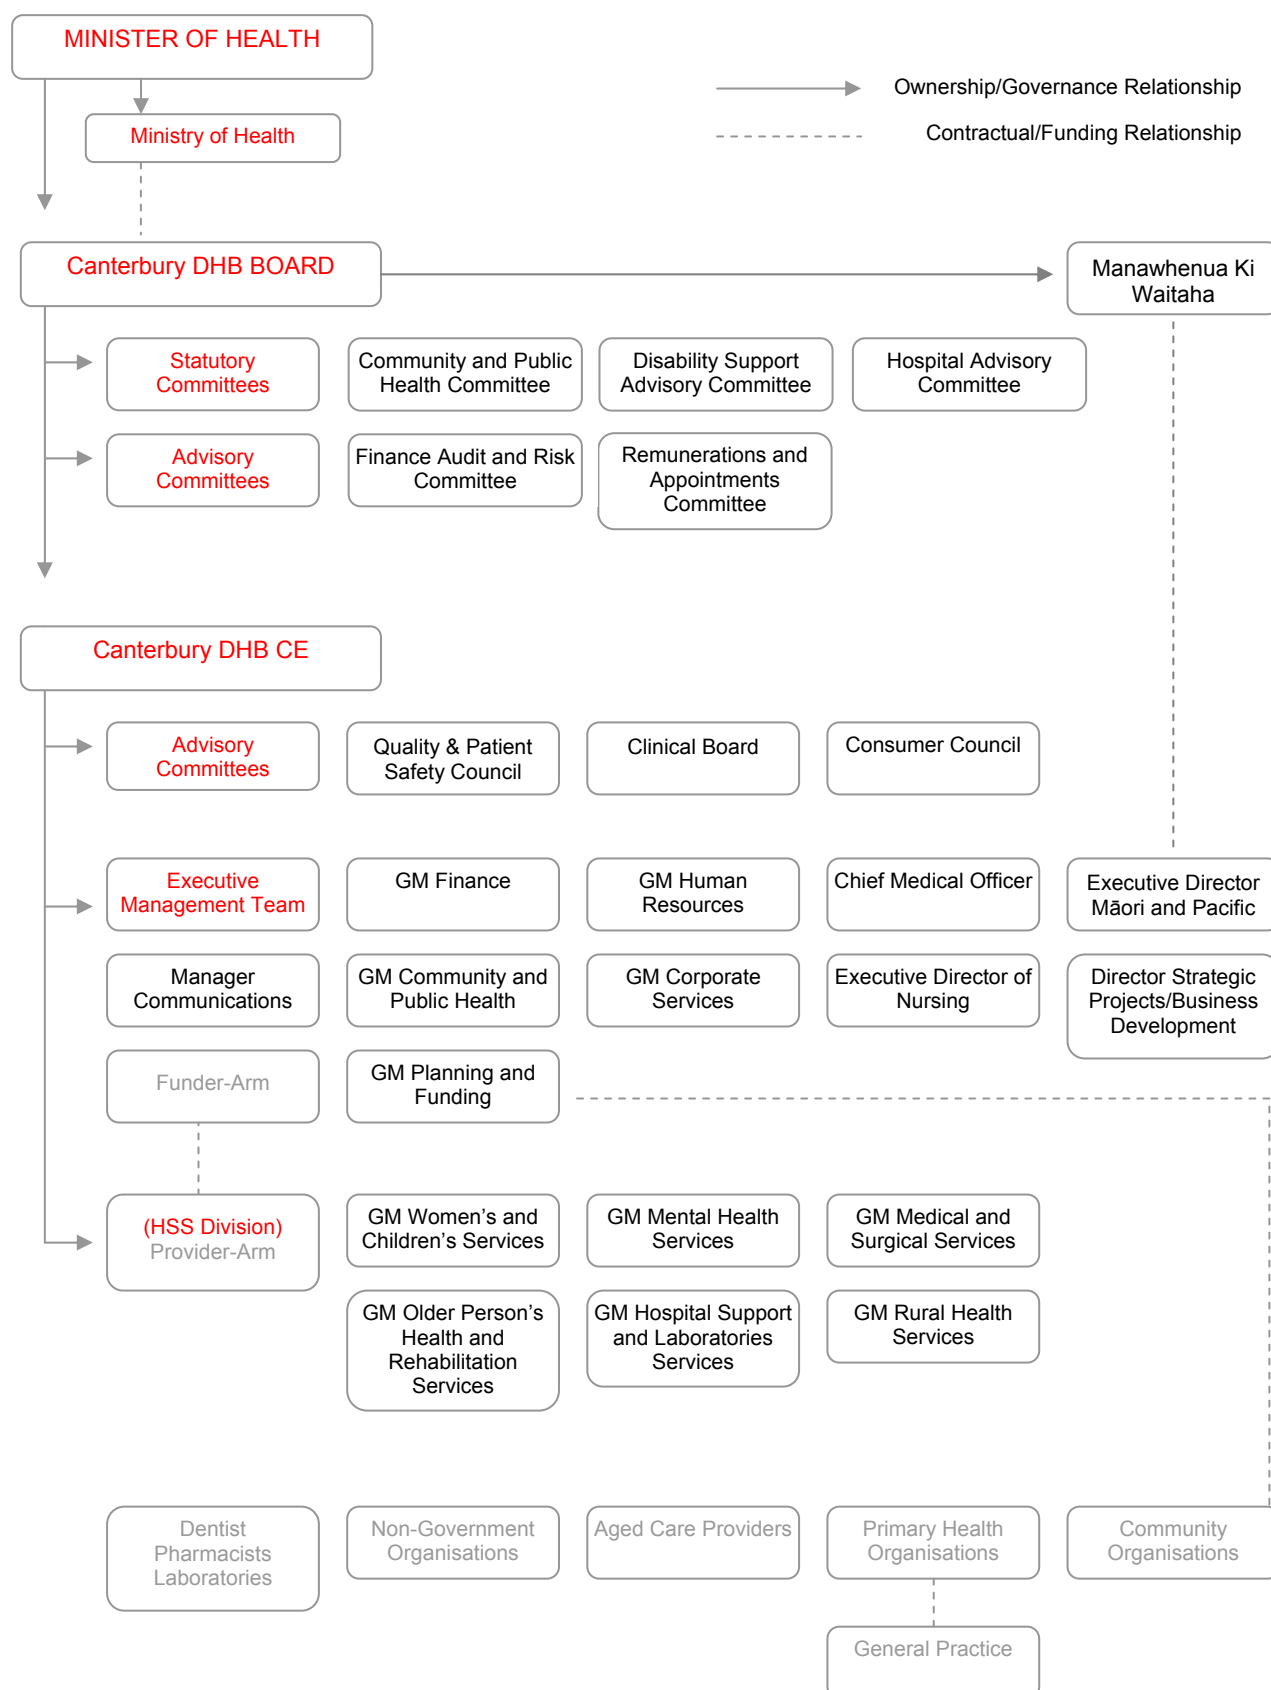 MINISTER OF HEALTH
Ownership/Governance Relationship
Ministry of Health
Contractual/Funding Relationship
Canterbury DHB BOARD
Manawhenua Ki
Waitaha
Statutory
Committees
Community and Public
Health Committee
Disability Support
Advisory Committee
Hospital Advisory
Committee
Advisory
Committees
Finance Audit and Risk
Committee
Remunerations and
Appointments
Committee
Canterbury DHB CE
Advisory
Committees
Quality & Patient
Safety Council
Clinical Board
Consumer Council
Executive
Management Team
GM Finance
GM Human
Resources
Chief Medical Officer
Executive Director
Māori and Pacific
Manager
Communications
GM Community and
Public Health
GM Corporate
Services
Executive Director of
Nursing
Director Strategic
Projects/Business
Development
Funder-Arm
GM Planning and
Funding
(HSS Division)
Provider-Arm
GM Women’s and
Children’s Services
GM Mental Health
Services
GM Medical and
Surgical Services
GM Older Person’s
Health and
Rehabilitation
Services
GM Hospital Support
and Laboratories
Services
GM Rural Health
Services
Dentist
Pharmacists
Laboratories
Non-Government
Organisations
Aged Care Providers
Primary Health
Organisations
Community
Organisations
General Practice